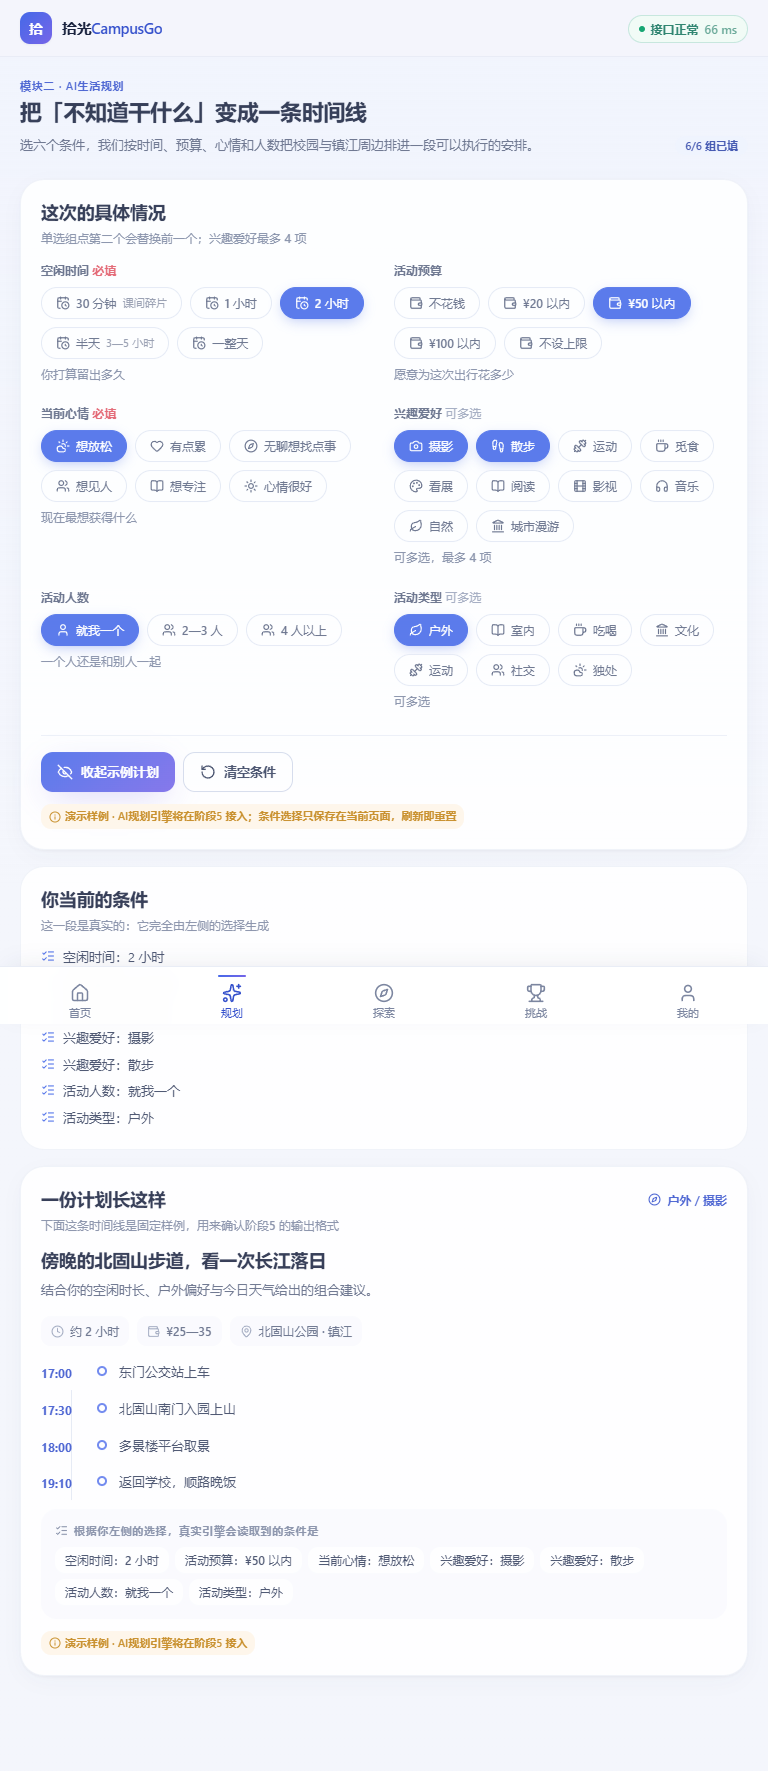 拾 拾光CampusGo
接口正常 66 ms
模块二 · AI生活规划
把「不知道干什么」变成一条时间线
选六个条件，我们按时间、预算、心情和人数把校园与镇江周边排进一段可以执行的安排。
6/6 组已填
这次的具体情况
单选组点第二个会替换前一个；兴趣爱好最多 4 项
空闲时间 必填
30 分钟 课间碎片
1 小时
2 小时
半天 3—5 小时
一整天
你打算留出多久
活动预算
不花钱
¥20 以内
¥50 以内
¥100 以内
不设上限
愿意为这次出行花多少
当前心情 必填
想放松
有点累
无聊想找点事
想见人
想专注
心情很好
现在最想获得什么
兴趣爱好 可多选
摄影
散步
运动
觅食
看展
阅读
影视
音乐
自然
城市漫游
可多选，最多 4 项
活动人数
就我一个
2—3 人
4 人以上
一个人还是和别人一起
活动类型 可多选
户外
室内
吃喝
文化
运动
社交
独处
可多选
收起示例计划
清空条件
演示样例 · AI规划引擎将在阶段5 接入；条件选择只保存在当前页面，刷新即重置
你当前的条件
这一段是真实的：它完全由左侧的选择生成
空闲时间：2 小时
首页
规划
探索
挑战
我的
兴趣爱好：摄影
兴趣爱好：散步
活动人数：就我一个
活动类型：户外
一份计划长这样
户外 / 摄影
下面这条时间线是固定样例，用来确认阶段5 的输出格式
傍晚的北固山步道，看一次长江落日
结合你的空闲时长、户外偏好与今日天气给出的组合建议。
约 2 小时
¥25—35
北固山公园 · 镇江
17:00 东门公交站上车
17:30 北固山南门入园上山
18:00 多景楼平台取景
19:10 返回学校，顺路晚饭
根据你左侧的选择，真实引擎会读取到的条件是
空闲时间：2 小时
活动预算：¥50 以内
当前心情：想放松
兴趣爱好：摄影
兴趣爱好：散步
活动人数：就我一个
活动类型：户外
演示样例 · AI规划引擎将在阶段5 接入